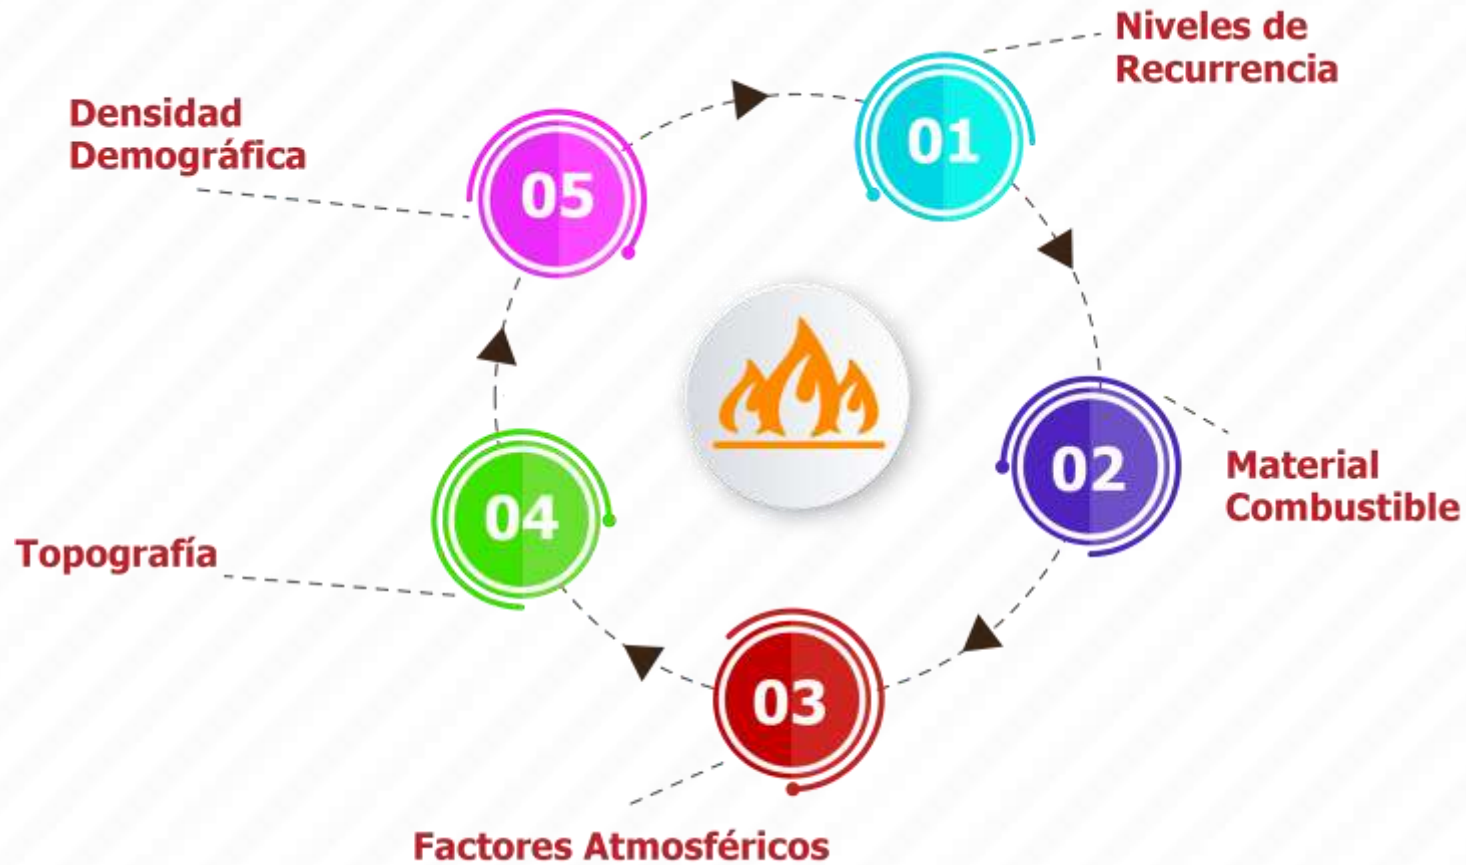 01
Niveles de
Recurrencia
02
Material
Combustible
03
Factores Atmosféricos
04
Topografía
05
Densidad
Demográfica